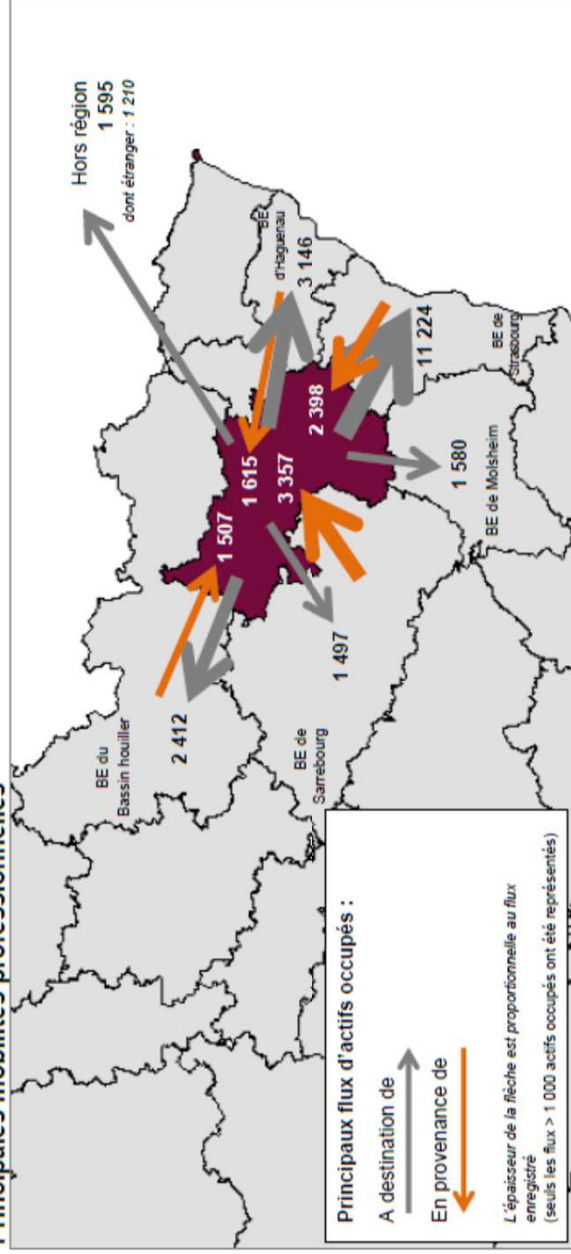 Principales mobilités professionnelles
Hors région
1 595
dont étranger : 1 210
BE
d'Haguenau
3 146
1 507
1 615
3 357
2 398
11 224
BE de
Strasbourg
1 580
BE de Molsheim
1 497
2 412
BE du
Bassin houiller
BE de
Sarrebourg
Principaux flux d'actifs occupés :
A destination de
En provenance de
L'épaisseur de la flèche est proportionnelle au flux
enregistré
(seuls les flux > 1 000 actifs occupés ont été représentés)